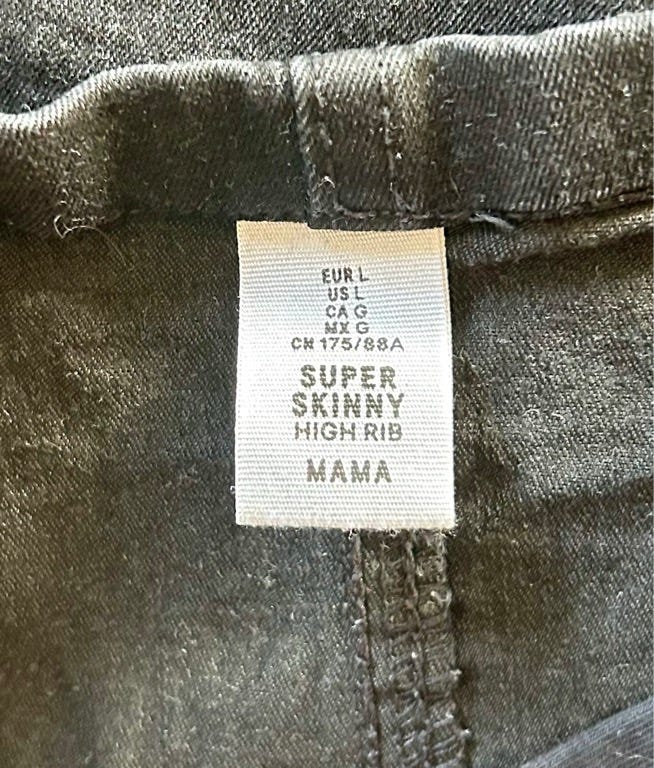 EUR L
US L
CA G
MX G
CN 175/88A
SUPER
SKINNY
HIGH RIB
MAMA